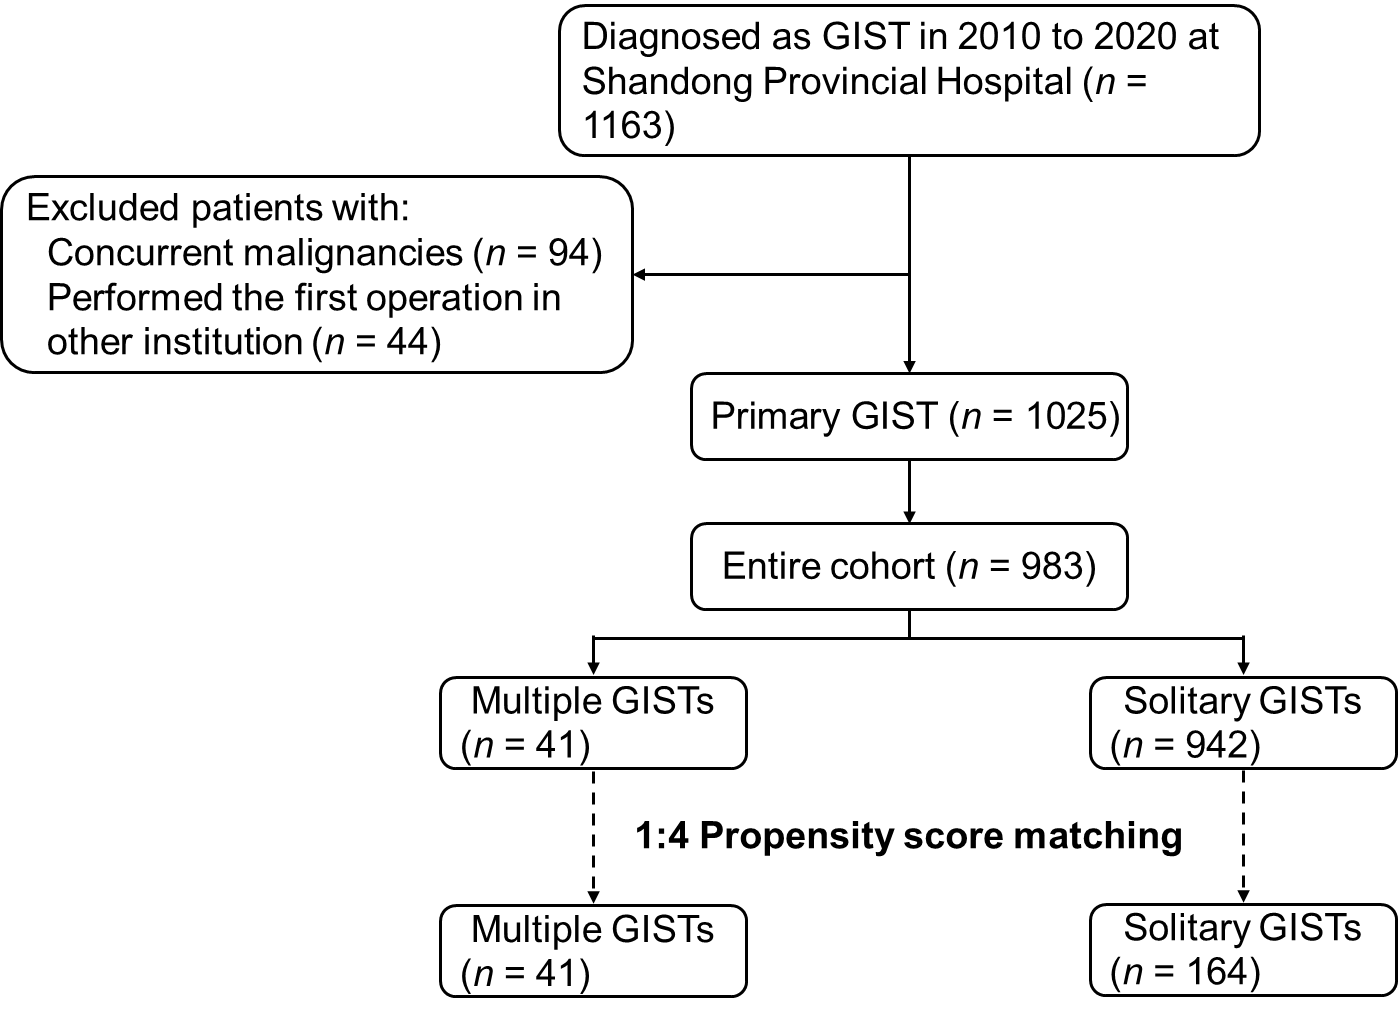 Diagnosed as GIST in 2010 to 2020 at
Shandong Provincial Hospital (n =
1163)
Excluded patients with:
Concurrent malignancies (n = 94)
Performed the first operation in
other institution (n = 44)
Primary GIST (n = 1025)
Entire cohort (n = 983)
Multiple GISTs
(n = 41)
Solitary GISTs
(n = 942)
1:4 Propensity score matching
Multiple GISTs
(n = 41)
Solitary GISTs
(n = 164)